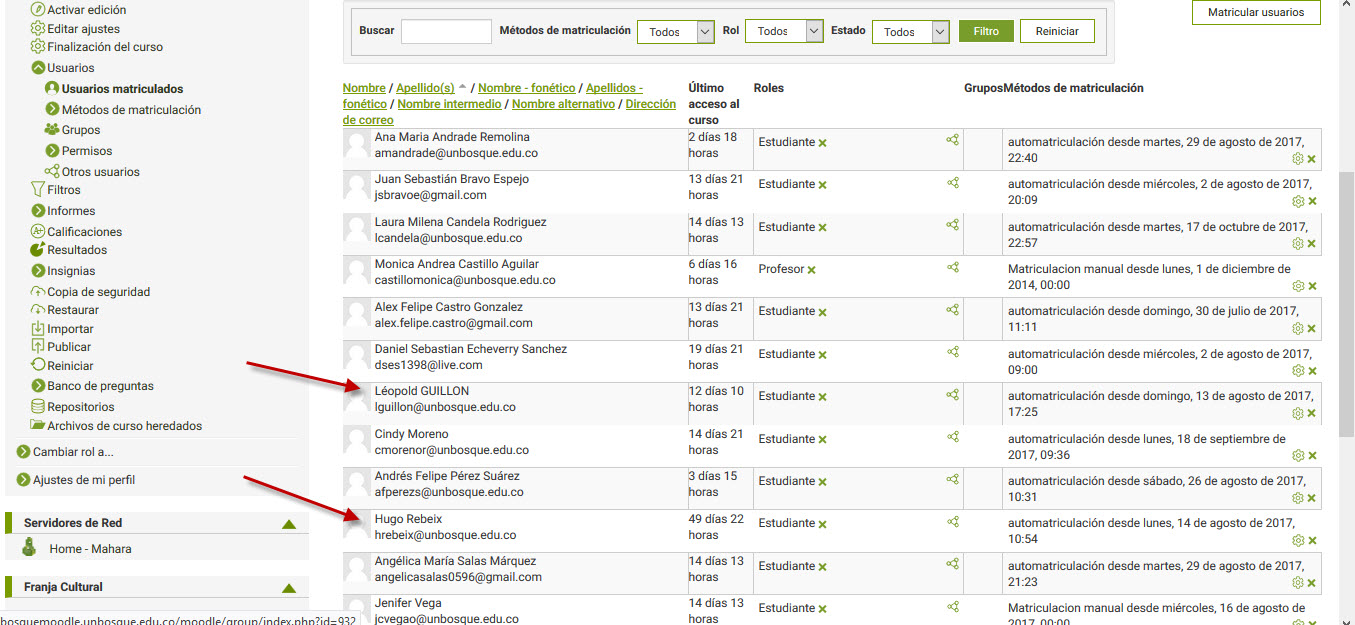 Activar edición
Editar ajustes
Finalización del curso
Usuarios
Usuarios matriculados
Métodos de matriculación
Grupos
Permisos
Otros usuarios
Filtros
Informes
Calificaciones
Resultados
Insignias
Copia de seguridad
Restaurar
Importar
Publicar
Reiniciar
Banco de preguntas
Repositorios
Archivos de curso heredados
Cambiar rol a...
Ajustes de mi perfil
Servidores de Red
Home - Mahara
Franja Cultural
bosquemoodle.unbosque.edu.co/moodle/group/index.php?id=932
Matricular usuarios
Buscar Métodos de matriculación Todos Rol Todos Estado Todos Filtro Reiniciar
Nombre / Apellido(s) / Nombre - fonético / Apellidos -
fonético / Nombre intermedio / Nombre alternativo / Dirección
de correo
Último
acceso al
curso
Roles
Grupos
Métodos de matriculación
Ana Maria Andrade Remolina
amandrade@unbosque.edu.co
2 días 18
horas
Estudiante
automatriculación desde martes, 29 de agosto de 2017,
22:40
Juan Sebastián Bravo Espejo
jsbravoe@gmail.com
13 días 21
horas
Estudiante
automatriculación desde miércoles, 2 de agosto de 2017,
20:09
Laura Milena Candela Rodriguez
lcandela@unbosque.edu.co
14 días 13
horas
Estudiante
automatriculación desde martes, 17 de octubre de 2017,
22:57
Monica Andrea Castillo Aguilar
castillomonica@unbosque.edu.co
6 días 16
horas
Profesor
Matriculacion manual desde lunes, 1 de diciembre de
2014, 00:00
Alex Felipe Castro Gonzalez
alex.felipe.castro@gmail.com
13 días 21
horas
Estudiante
automatriculación desde domingo, 30 de julio de 2017,
11:11
Daniel Sebastian Echeverry Sanchez
dses1398@live.com
19 días 21
horas
Estudiante
automatriculación desde miércoles, 2 de agosto de 2017,
09:00
Léopold GUILLON
lguillon@unbosque.edu.co
12 días 10
horas
Estudiante
automatriculación desde domingo, 13 de agosto de 2017,
17:25
Cindy Moreno
cmorenor@unbosque.edu.co
14 días 21
horas
Estudiante
automatriculación desde lunes, 18 de septiembre de
2017, 09:36
Andrés Felipe Pérez Suárez
afperezs@unbosque.edu.co
3 días 15
horas
Estudiante
automatriculación desde sábado, 26 de agosto de 2017,
10:31
Hugo Rebeix
hrebeix@unbosque.edu.co
49 días 22
horas
Estudiante
automatriculación desde lunes, 14 de agosto de 2017,
10:54
Angélica María Salas Márquez
angelicasalas0596@gmail.com
14 días 13
horas
Estudiante
automatriculación desde martes, 29 de agosto de 2017,
21:23
Jenifer Vega
jcvegao@unbosque.edu.co
14 días 13
horas
Estudiante
Matriculacion manual desde miércoles, 16 de agosto de
2017, 00:00